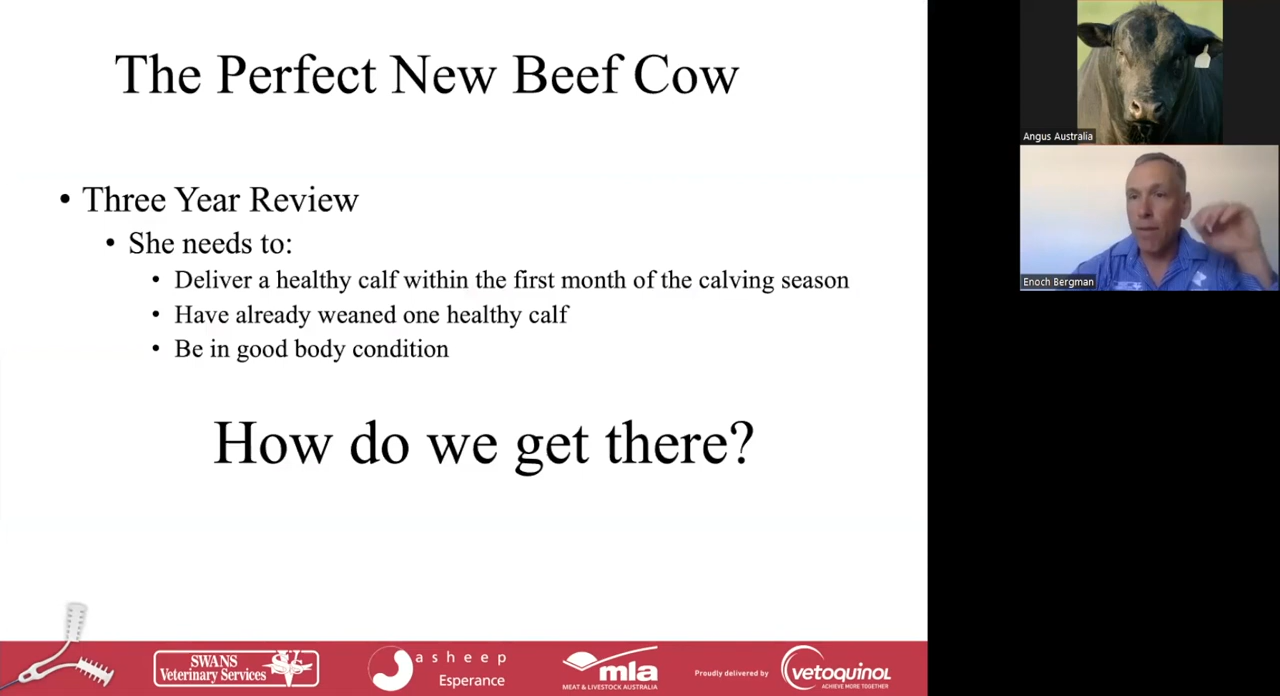 The Perfect New Beef Cow
• Three Year Review
• She needs to:
• Deliver a healthy calf within the first month of the calving season
• Have already weaned one healthy calf
• Be in good body condition
How do we get there?
Angus Australia
Enoch Bergman
SWANS
Veterinary Services
asheep
Esperance
mla
MEAT & LIVESTOCK AUSTRALIA
Proudly delivered by
vetoquinol
ACHIEVE MORE TOGETHER